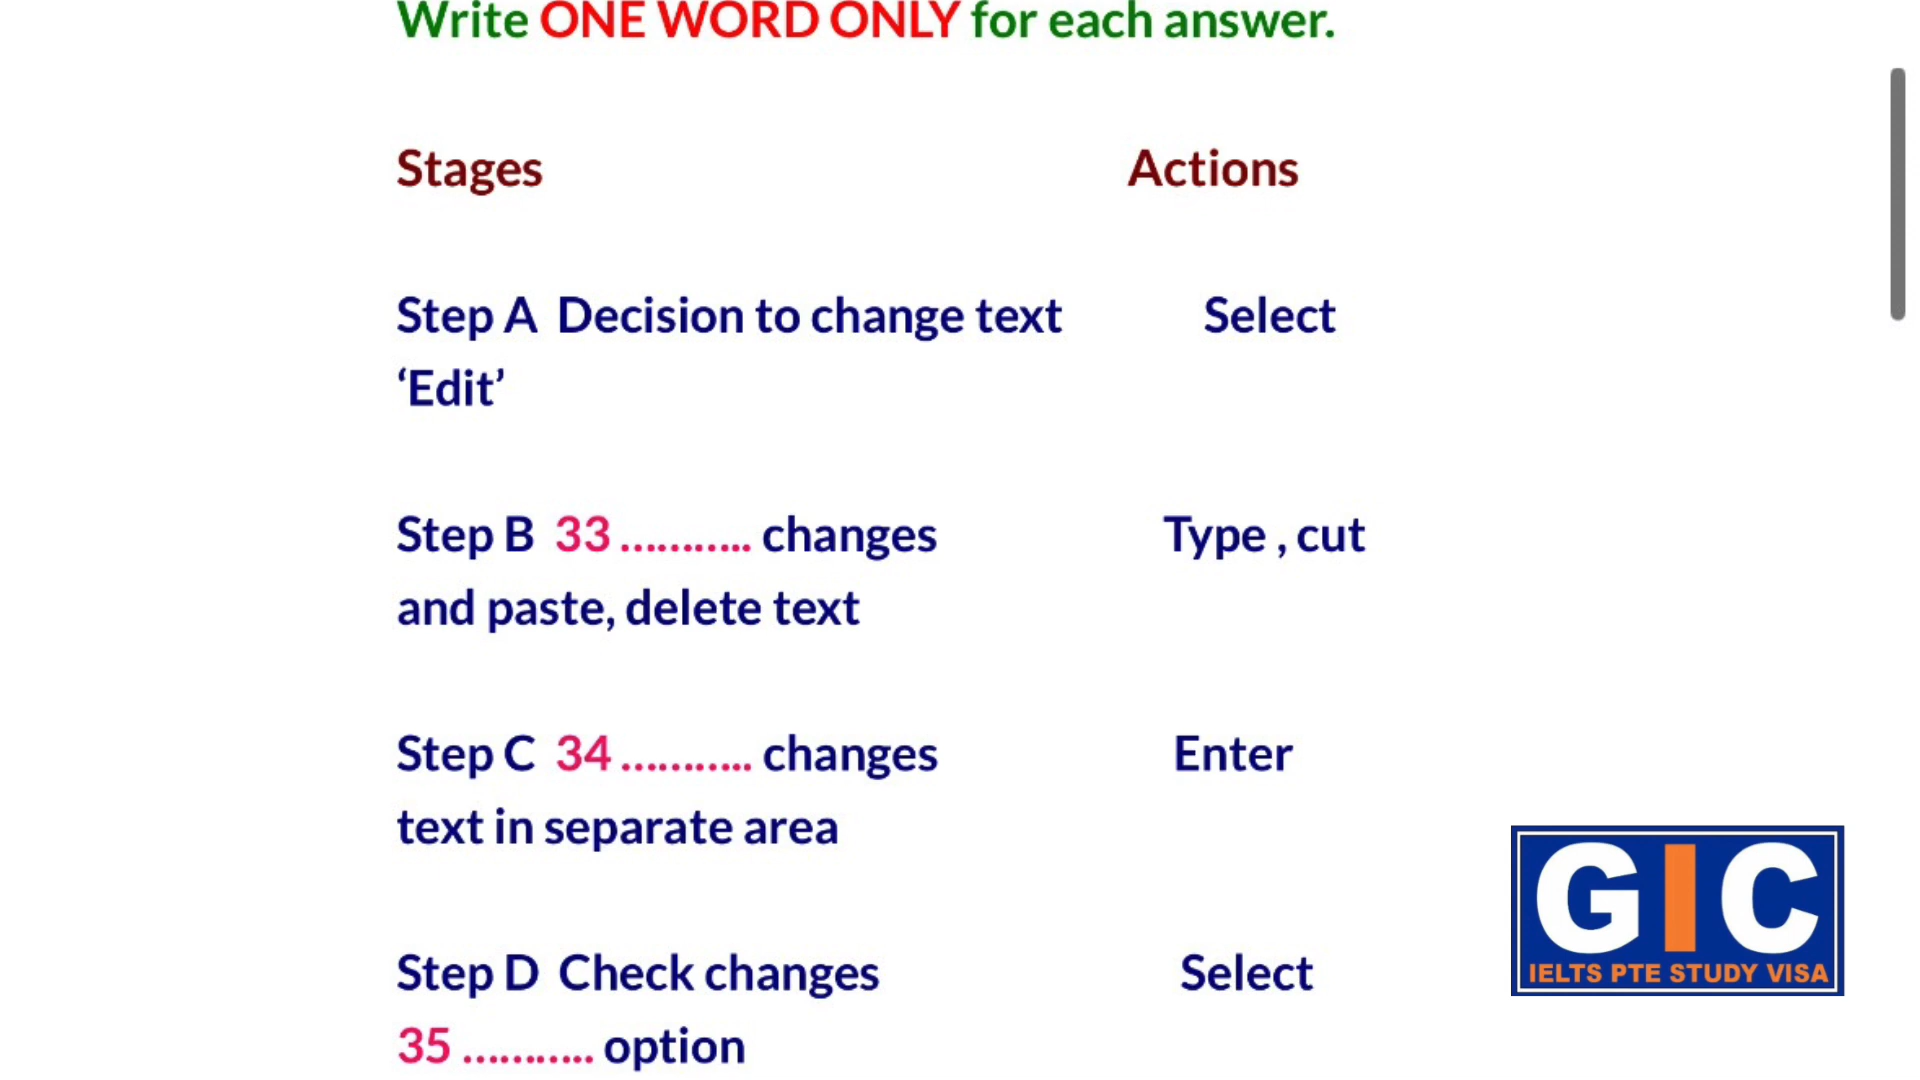 Write ONE WORD ONLY for each answer.
Stages Actions
Step A Decision to change text Select
‘Edit’
Step B 33 ……….. changes Type , cut
and paste, delete text
Step C 34 ……….. changes Enter
text in separate area
Step D Check changes Select
35 ……….. option
GIC
IELTS PTE STUDY VISA